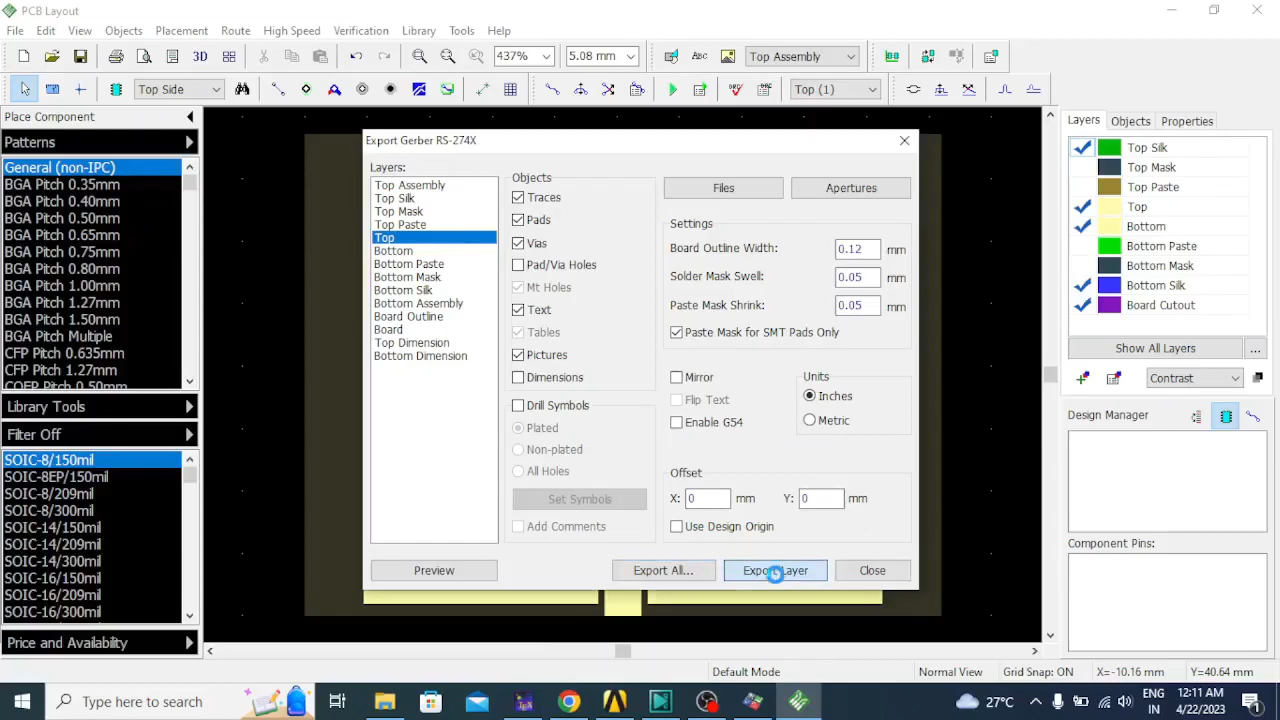 PCB Layout
File Edit View Objects Placement Route High Speed Verification Library Tools Help
3D 437% 5.08 mm Abc Top Assembly
Top Side Top (1)
Place Component
Patterns
General (non-IPC)
BGA Pitch 0.35mm
BGA Pitch 0.40mm
BGA Pitch 0.50mm
BGA Pitch 0.65mm
BGA Pitch 0.75mm
BGA Pitch 0.80mm
BGA Pitch 1.00mm
BGA Pitch 1.27mm
BGA Pitch 1.50mm
BGA Pitch Multiple
CFP Pitch 0.635mm
CFP Pitch 1.27mm
COFP Pitch 0.50mm
Library Tools
Filter Off
SOIC-8/150mil
SOIC-8EP/150mil
SOIC-8/209mil
SOIC-8/300mil
SOIC-14/150mil
SOIC-14/209mil
SOIC-14/300mil
SOIC-16/150mil
SOIC-16/209mil
SOIC-16/300mil
Price and Availability
Export Gerber RS-274X
Layers:
Top Assembly
Top Silk
Top Mask
Top Paste
Top
Bottom
Bottom Paste
Bottom Mask
Bottom Silk
Bottom Assembly
Board Outline
Board
Top Dimension
Bottom Dimension
Preview
Objects
Traces
Pads
Vias
Pad/Via Holes
Mt Holes
Text
Tables
Pictures
Dimensions
Drill Symbols
Plated
Non-plated
All Holes
Set Symbols
Add Comments
Files Apertures
Settings
Board Outline Width: 0.12 mm
Solder Mask Swell: 0.05 mm
Paste Mask Shrink: 0.05 mm
Paste Mask for SMT Pads Only
Mirror
Flip Text
Enable G54
Units
Inches
Metric
Offset
X: 0 mm Y: 0 mm
Use Design Origin
Export All... Export Layer Close
Layers Objects Properties
Top Silk
Top Mask
Top Paste
Top
Bottom
Bottom Paste
Bottom Mask
Bottom Silk
Board Cutout
Show All Layers ...
Contrast
Design Manager
Component Pins:
Default Mode Normal View Grid Snap: ON X=-10.16 mm Y=40.64 mm
Type here to search
27°C
ENG
IN
12:11 AM
4/22/2023
1